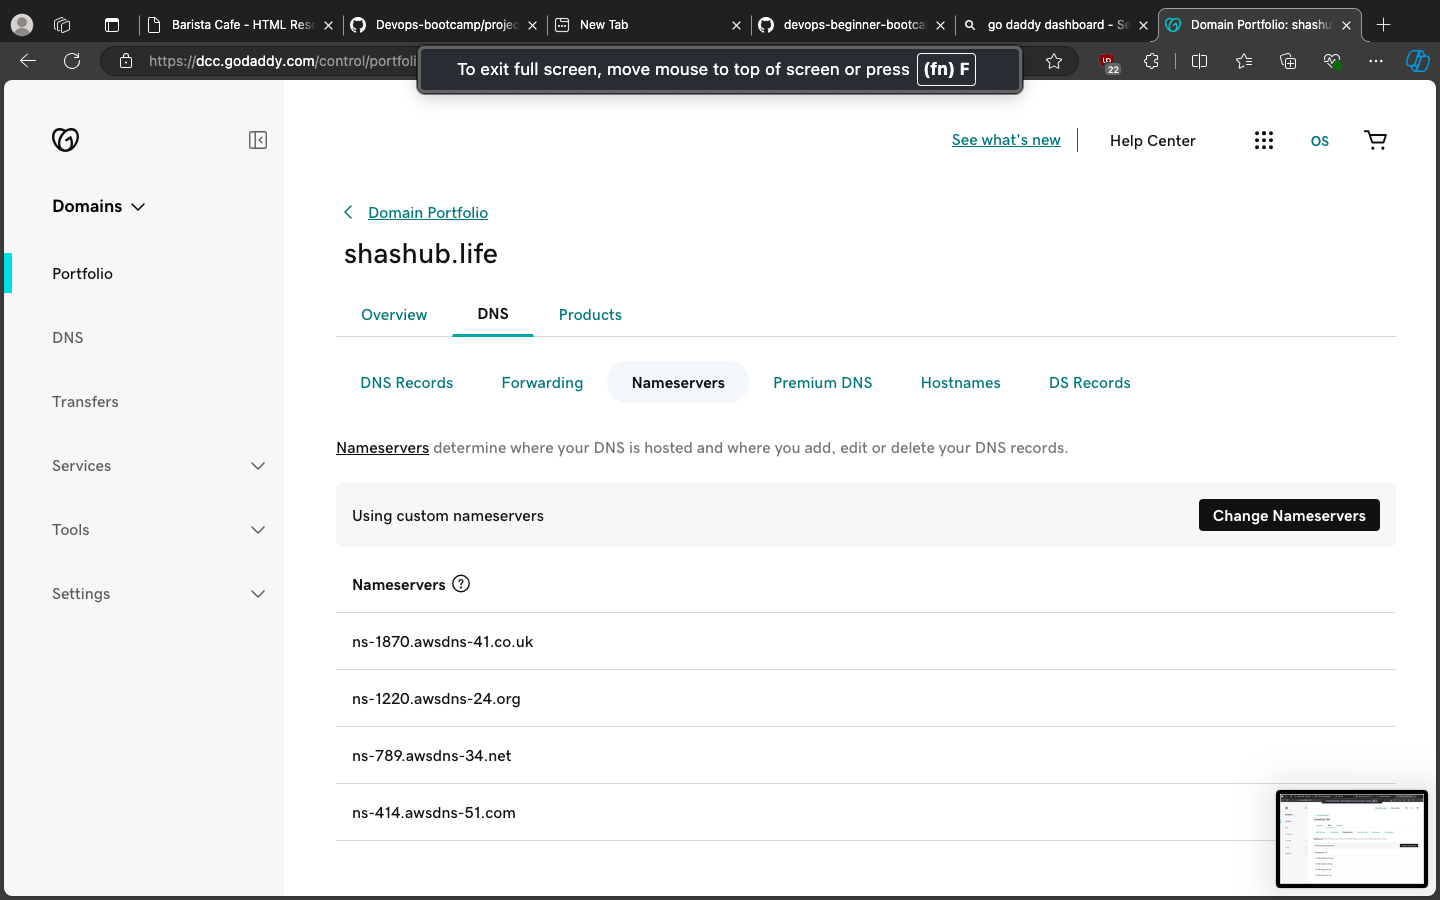 Barista Cafe - HTML Res
Devops-bootcamp/projec
New Tab
devops-beginner-bootca
go daddy dashboard - Se
Domain Portfolio: shashu
https://dcc.godaddy.com/control/portfoli
To exit full screen, move mouse to top of screen or press (fn) F
22
See what's new
Help Center
OS
Domains
Portfolio
DNS
Transfers
Services
Tools
Settings
Domain Portfolio
shashub.life
Overview
DNS
Products
DNS Records
Forwarding
Nameservers
Premium DNS
Hostnames
DS Records
Nameservers determine where your DNS is hosted and where you add, edit or delete your DNS records.
Using custom nameservers
Change Nameservers
Nameservers
ns-1870.awsdns-41.co.uk
ns-1220.awsdns-24.org
ns-789.awsdns-34.net
ns-414.awsdns-51.com